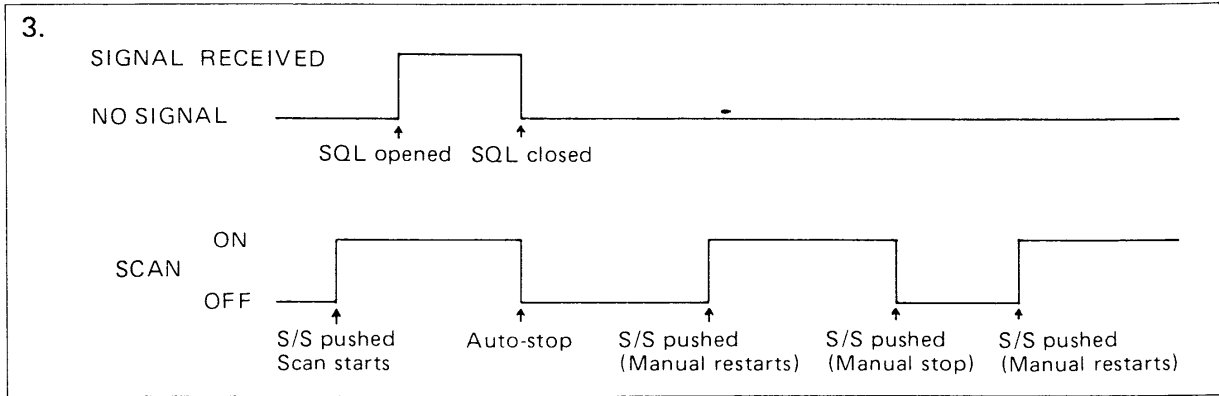 3.
SIGNAL RECEIVED
NO SIGNAL
SQL opened SQL closed
ON
SCAN
OFF
S/S pushed Auto-stop S/S pushed S/S pushed S/S pushed
Scan starts (Manual restarts) (Manual stop) (Manual restarts)